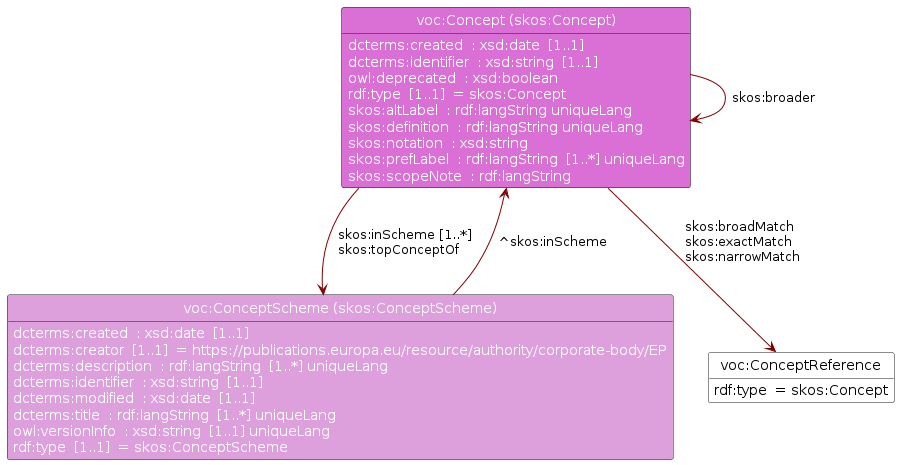 voc:Concept (skos:Concept)
dcterms:created : xsd:date [1..1]
dcterms:identifier : xsd:string [1..1]
owl:deprecated : xsd:boolean
rdf:type [1..1] = skos:Concept
skos:altLabel : rdf:langString uniqueLang
skos:definition : rdf:langString uniqueLang
skos:notation : xsd:string
skos:prefLabel : rdf:langString [1..*] uniqueLang
skos:scopeNote : rdf:langString
skos:broader
skos:inScheme [1..*]
skos:topConceptOf
^skos:inScheme
skos:broadMatch
skos:exactMatch
skos:narrowMatch
voc:ConceptScheme (skos:ConceptScheme)
dcterms:created : xsd:date [1..1]
dcterms:creator [1..1] = https://publications.europa.eu/resource/authority/corporate-body/EP
dcterms:description : rdf:langString [1..*] uniqueLang
dcterms:identifier : xsd:string [1..1]
dcterms:modified : xsd:date [1..1]
dcterms:title : rdf:langString [1..*] uniqueLang
owl:versionInfo : xsd:string [1..1] uniqueLang
rdf:type [1..1] = skos:ConceptScheme
voc:ConceptReference
rdf:type = skos:Concept